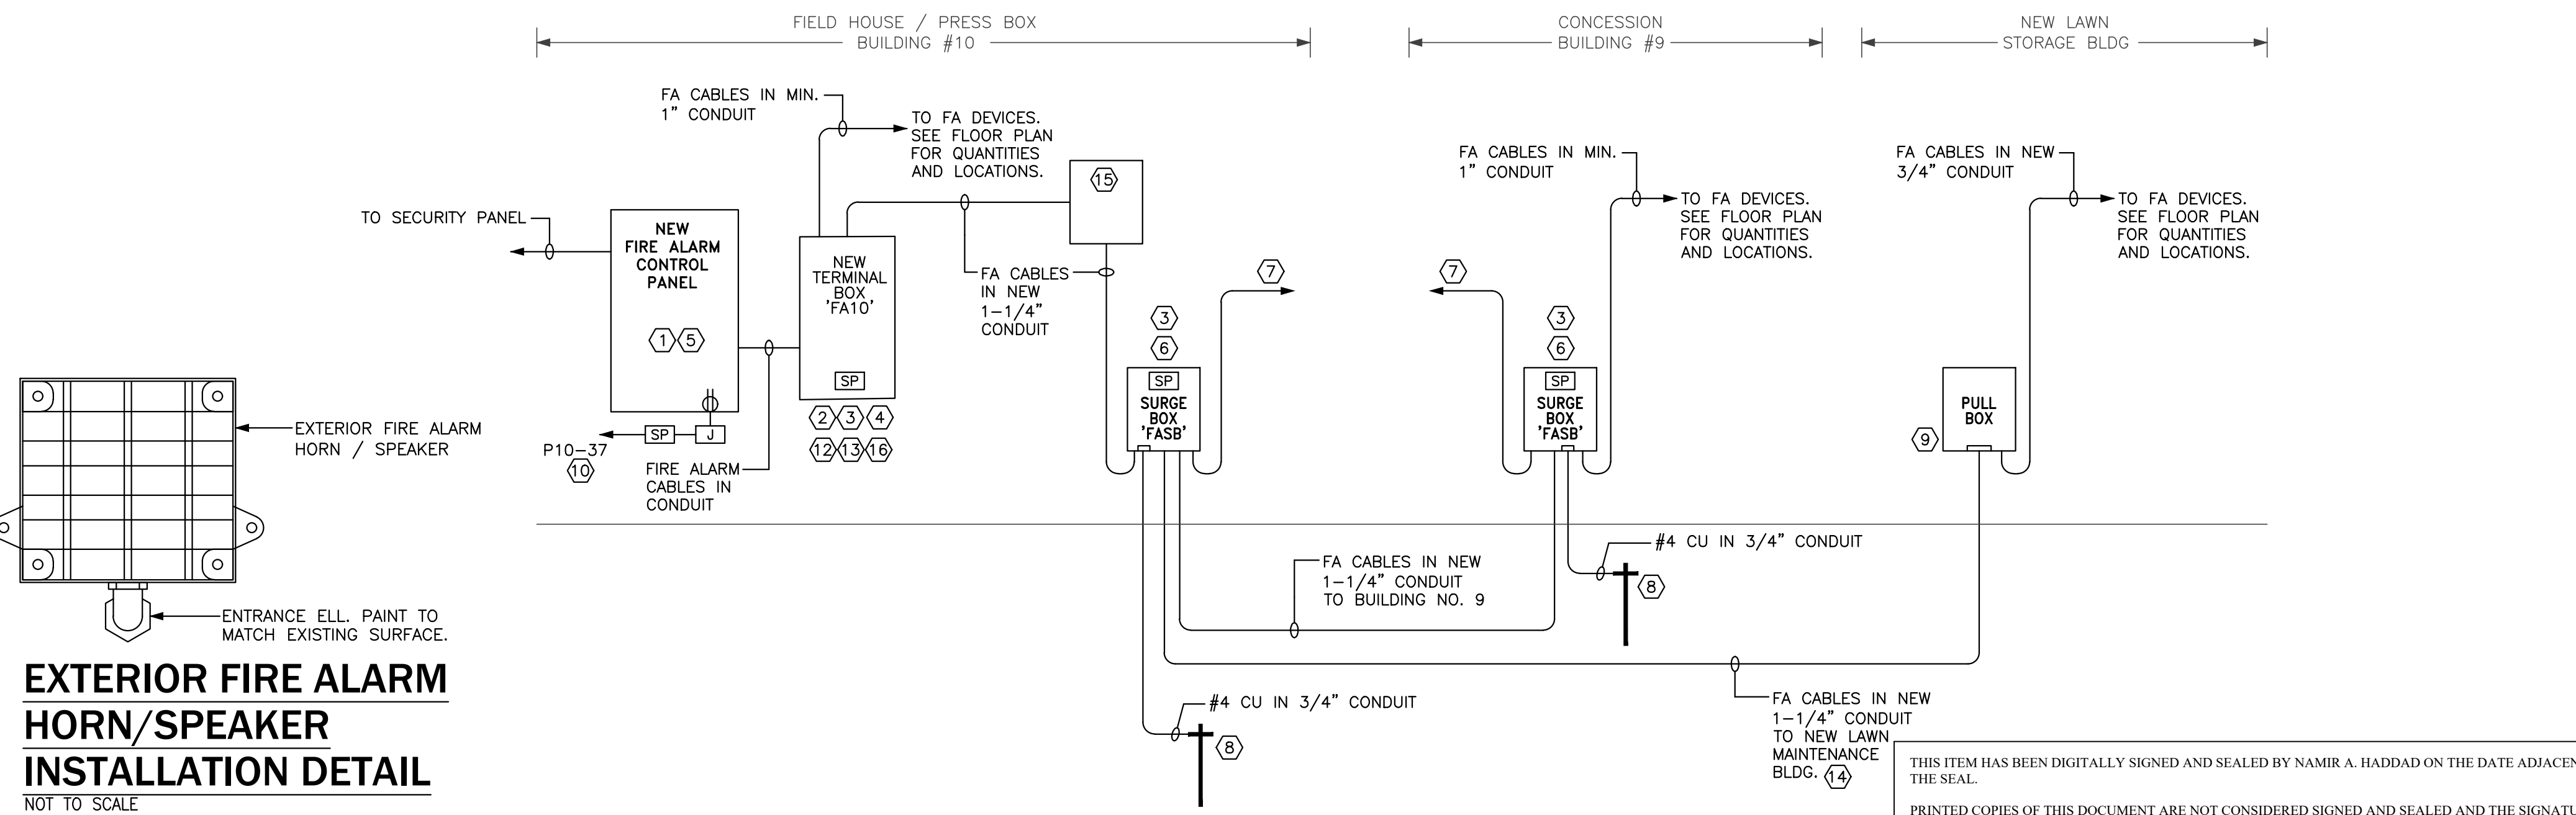 FIELD HOUSE / PRESS BOX
BUILDING #10
CONCESSION
BUILDING #9
NEW LAWN
STORAGE BLDG
FA CABLES IN MIN.
1" CONDUIT
TO FA DEVICES.
SEE FLOOR PLAN
FOR QUANTITIES
AND LOCATIONS.
TO SECURITY PANEL
NEW
FIRE ALARM
CONTROL
PANEL
1 5
NEW
TERMINAL
BOX
'FA10'
SP
2 3 4
12 13 16
15
FA CABLES
IN NEW
1-1/4"
CONDUIT
SP
J
P10-37
10
FIRE ALARM
CABLES IN
CONDUIT
7
3
6
SP
SURGE
BOX
'FASB'
FA CABLES IN MIN.
1" CONDUIT
TO FA DEVICES.
SEE FLOOR PLAN
FOR QUANTITIES
AND LOCATIONS.
7
3
6
SP
SURGE
BOX
'FASB'
FA CABLES IN NEW
3/4" CONDUIT
TO FA DEVICES.
SEE FLOOR PLAN
FOR QUANTITIES
AND LOCATIONS.
PULL
BOX
9
#4 CU IN 3/4" CONDUIT
8
FA CABLES IN NEW
1-1/4" CONDUIT
TO BUILDING NO. 9
#4 CU IN 3/4" CONDUIT
8
FA CABLES IN NEW
1-1/4" CONDUIT
TO NEW LAWN
MAINTENANCE
BLDG. 14
EXTERIOR FIRE ALARM
HORN / SPEAKER
ENTRANCE ELL. PAINT TO
MATCH EXISTING SURFACE.
EXTERIOR FIRE ALARM
HORN/SPEAKER
INSTALLATION DETAIL
NOT TO SCALE
THIS ITEM HAS BEEN DIGITALLY SIGNED AND SEALED BY NAMIR A. HADDAD ON THE DATE ADJACEN
THE SEAL.
PRINTED COPIES OF THIS DOCUMENT ARE NOT CONSIDERED SIGNED AND SEALED AND THE SIGNATU